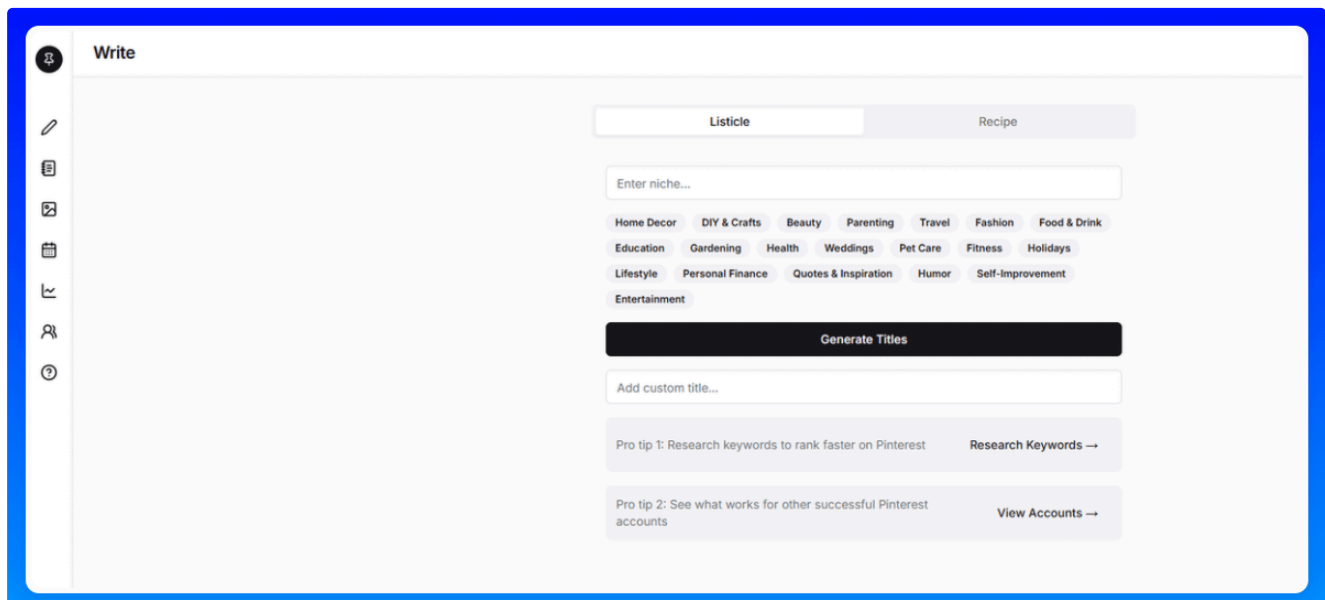 Write
Listicle Recipe
Enter niche...
Home Decor DIY & Crafts Beauty Parenting Travel Fashion Food & Drink
Education Gardening Health Weddings Pet Care Fitness Holidays
Lifestyle Personal Finance Quotes & Inspiration Humor Self-Improvement
Entertainment
Generate Titles
Add custom title...
Pro tip 1: Research keywords to rank faster on Pinterest Research Keywords →
Pro tip 2: See what works for other successful Pinterest
accounts
View Accounts →